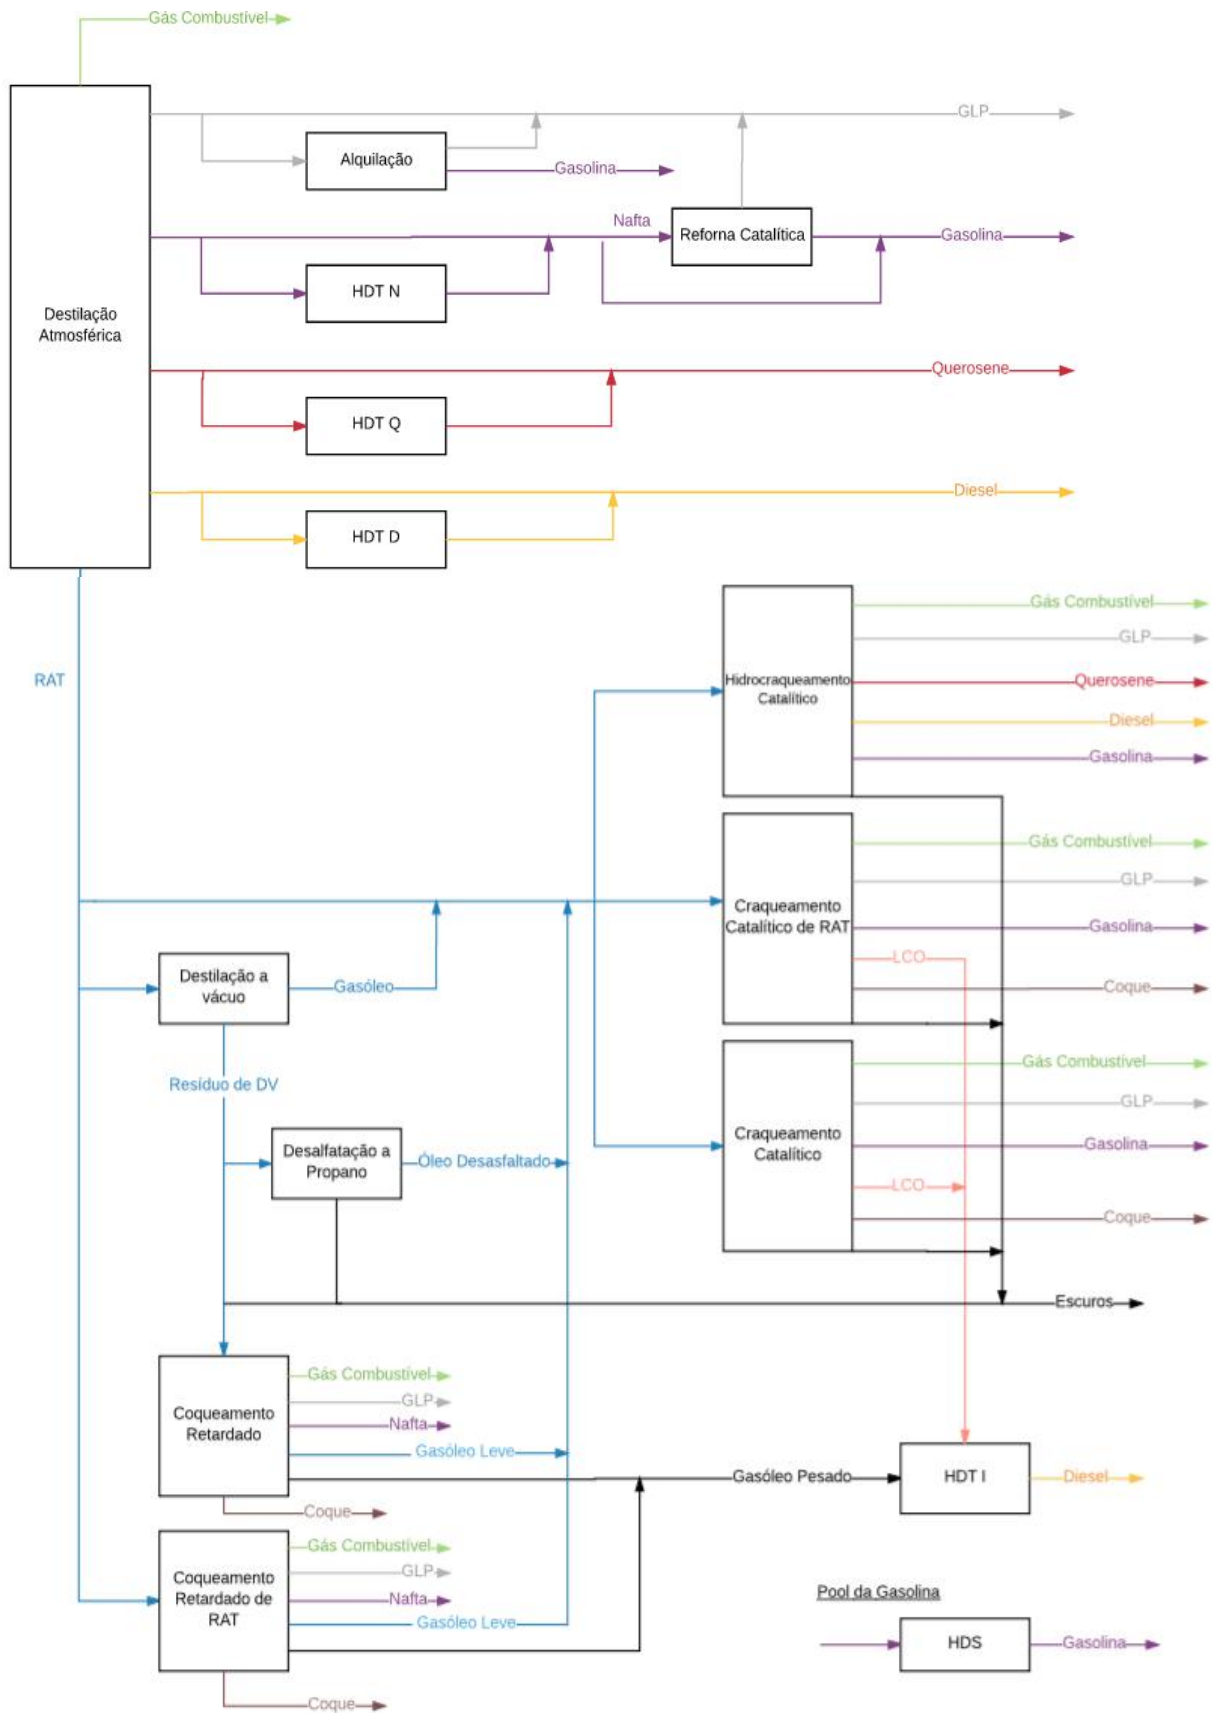 Gás Combustível
GLP
Alquilação
Gasolina
Nafta
Reforna Catalítica
Gasolina
HDT N
Destilação
Atmosférica
Querosene
HDT Q
Diesel
HDT D
RAT
Gás Combustível
GLP
Hidrocraqueamento
Catalítico
Querosene
Diesel
Gasolina
Gás Combustível
GLP
Craqueamento
Catalítico de RAT
Gasolina
LCO
Coque
Destilação a
vácuo
Gasóleo
Gás Combustível
GLP
Resíduo de DV
Craqueamento
Catalítico
Gasolina
Desalfatação a
Propano
Óleo Desasfaltado
LCO
Coque
Escuros
Coqueamento
Retardado
Gás Combustível
GLP
Nafta
Gasóleo Leve
Gasóleo Pesado
HDT I
Diesel
Coque
Coqueamento
Retardado de
RAT
Gás Combustível
GLP
Nafta
Gasóleo Leve
Pool da Gasolina
HDS
Gasolina
Coque